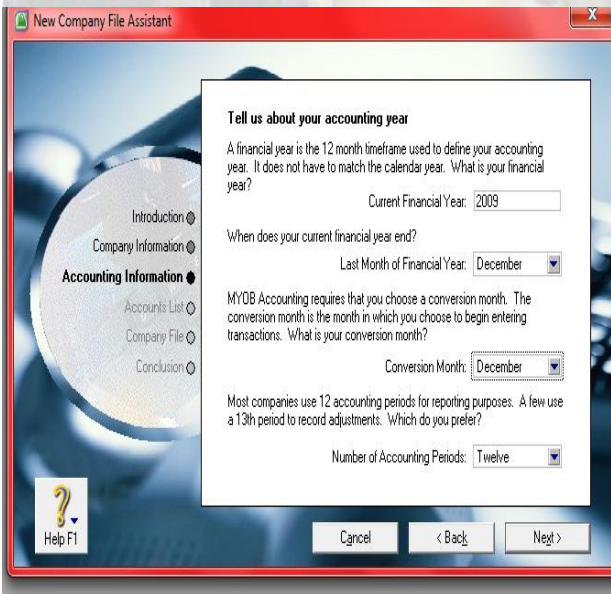 New Company File Assistant
X
Tell us about your accounting year
A financial year is the 12 month timeframe used to define your accounting
year. It does not have to match the calendar year. What is your financial
year?
Current Financial Year: 2009
When does your current financial year end?
Last Month of Financial Year: December
MYOB Accounting requires that you choose a conversion month. The
conversion month is the month in which you choose to begin entering
transactions. What is your conversion month?
Conversion Month: December
Most companies use 12 accounting periods for reporting purposes. A few use
a 13th period to record adjustments. Which do you prefer?
Number of Accounting Periods: Twelve
Introduction
Company Information
Accounting Information
Accounts List
Company File
Conclusion
?
Help F1
Cancel
< Back
Next >